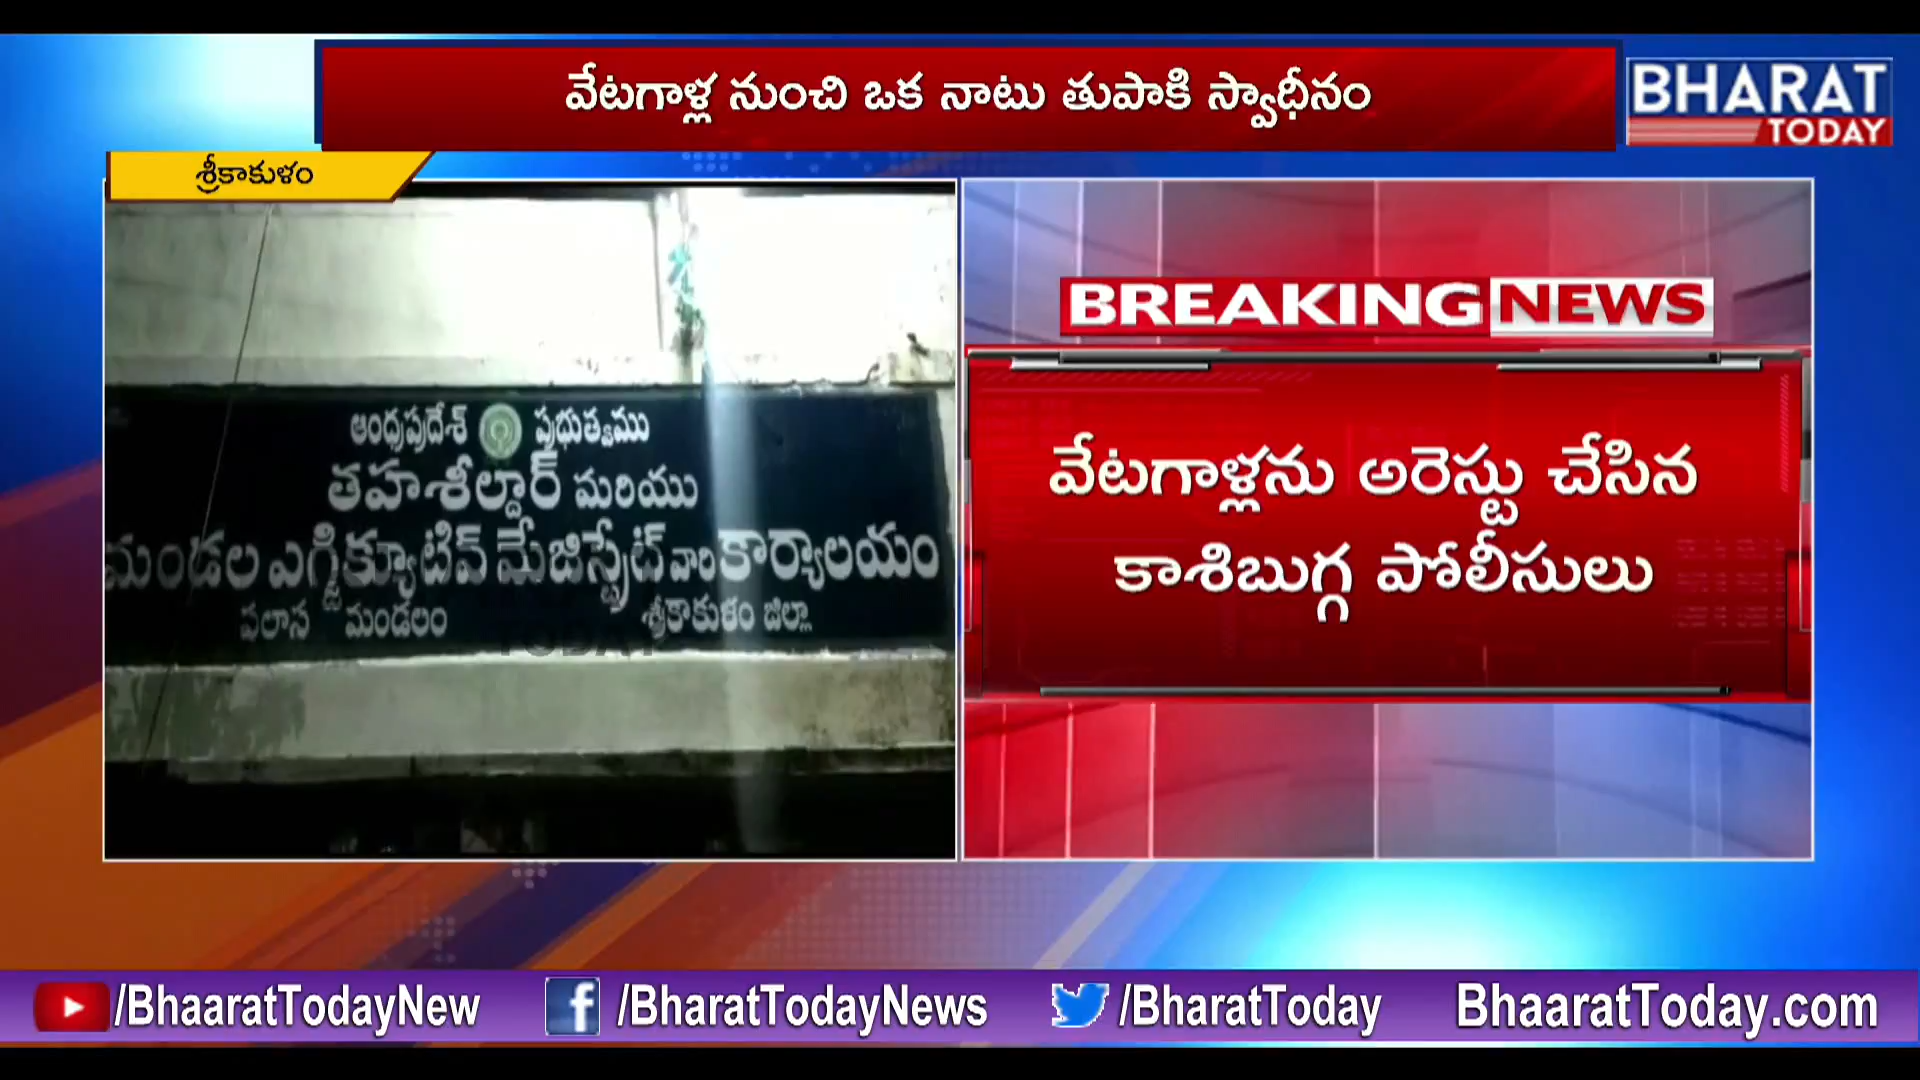 వేటగాళ్ల నుంచి ఒక నాటు తుపాకి స్వాధీనం
BHARAT
TODAY
శ్రీకాకుళం
ఆంధ్రప్రదేశ్ ప్రభుత్వము
తహశీల్దార్ మరియు
మండల ఎగ్జిక్యూటివ్ మేజిస్ట్రేట్ వారి కార్యాలయం
పలాస మండలం శ్రీకాకుళం జిల్లా
TODAY
BREAKING NEWS
వేటగాళ్లను అరెస్టు చేసిన
కాశిబుగ్గ పోలీసులు
/BhaaratTodayNew /BharatTodayNews /BharatToday BhaaratToday.com